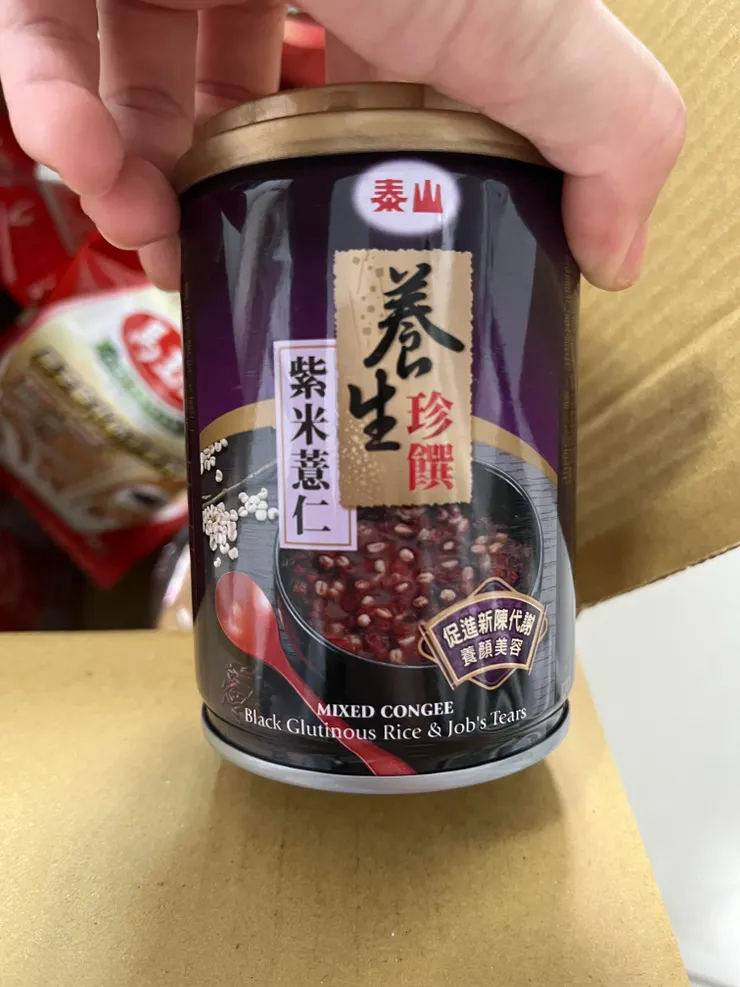 泰山
養生
珍饌
紫米薏仁
促進新陳代謝
養顏美容
MIXED CONGEE
Black Glutinous Rice & Job's Tears